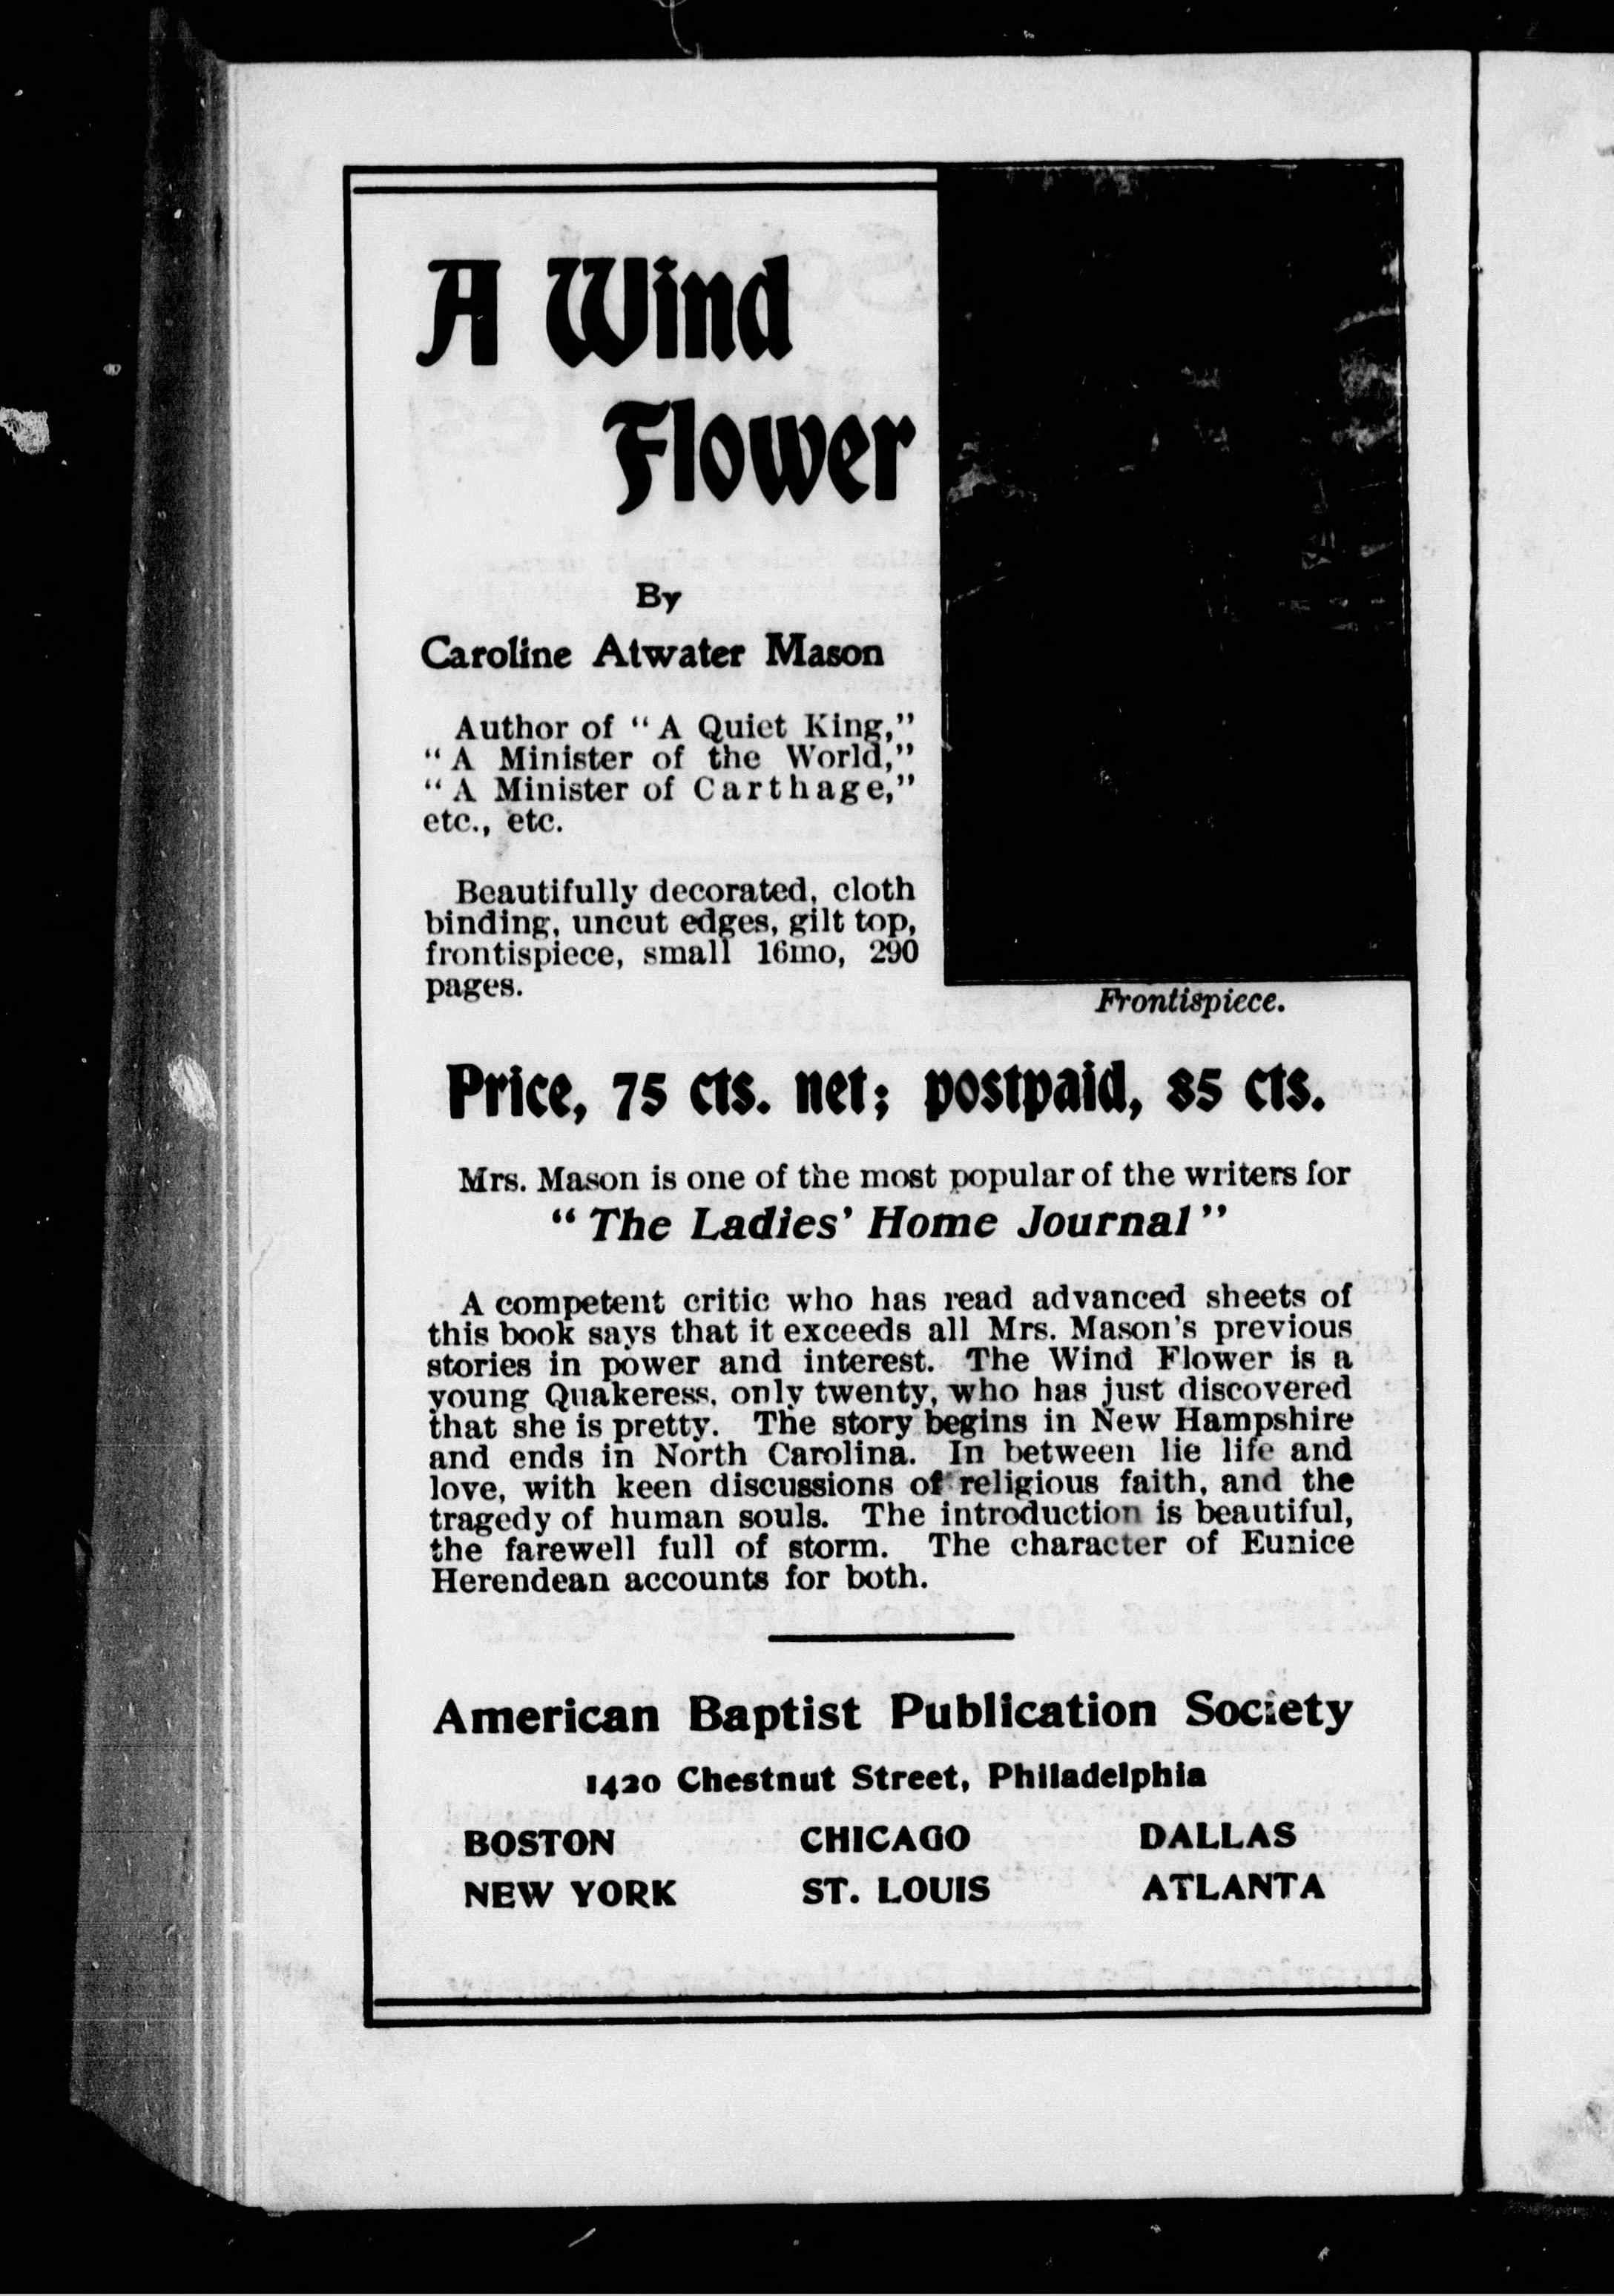 A Wind
Flower
By
Caroline Atwater Mason
Author of “A Quiet King,”
“A Minister of the World,”
“A Minister of Carthage,”
etc., etc.
Beautifully decorated, cloth
binding, uncut edges, gilt top,
frontispiece, small 16mo, 290
pages.
Frontispiece.
Price, 75 cts. net; postpaid, 85 cts.
Mrs. Mason is one of the most popular of the writers for
“The Ladies’ Home Journal”
A competent critic who has read advanced sheets of
this book says that it exceeds all Mrs. Mason’s previous
stories in power and interest. The Wind Flower is a
young Quakeress, only twenty, who has just discovered
that she is pretty. The story begins in New Hampshire
and ends in North Carolina. In between lie life and
love, with keen discussions of religious faith, and the
tragedy of human souls. The introduction is beautiful,
the farewell full of storm. The character of Eunice
Herendean accounts for both.
American Baptist Publication Society
1420 Chestnut Street, Philadelphia
BOSTON CHICAGO DALLAS
NEW YORK ST. LOUIS ATLANTA